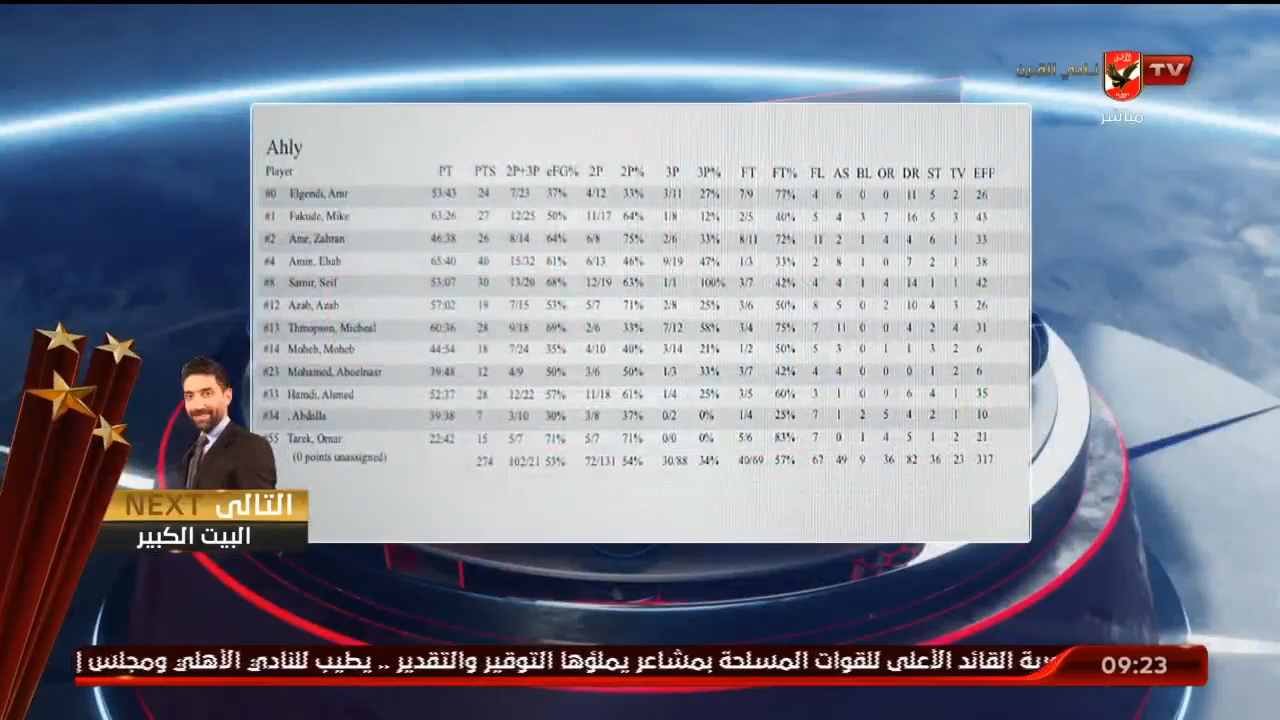 نادي القرن
TV
مباشر
Ahly
Player PT PTS 2P+3P eFG% 2P 2P% 3P 3P% FT FT% FL AS BL OR DR ST TV EFF
#0 Elgendi, Amr 53:43 24 7/23 37% 4/12 33% 3/11 27% 7/9 77% 4 6 0 0 11 5 2 26
#1 Fakude, Mike 63:26 27 12/25 50% 11/17 64% 1/8 12% 2/5 40% 5 4 3 7 16 5 3 43
#2 Amr, Zahran 46:38 26 8/14 64% 6/8 75% 2/6 33% 8/11 72% 11 2 1 4 4 6 1 33
#4 Amin, Ehab 65:40 40 15/32 61% 6/13 46% 9/19 47% 1/3 33% 2 8 1 0 7 2 1 38
#8 Samir, Seif 53:07 30 13/20 68% 12/19 63% 1/1 100% 3/7 42% 4 4 1 4 14 1 1 42
#12 Azab, Azab 57:02 19 7/15 53% 5/7 71% 2/8 25% 3/6 50% 8 5 0 2 10 4 3 26
#13 Thmopson, Micheal 60:36 28 9/18 69% 2/6 33% 7/12 58% 3/4 75% 7 11 0 0 4 2 4 31
#14 Moheb, Moheb 44:54 18 7/24 35% 4/10 40% 3/14 21% 1/2 50% 5 3 0 1 1 3 2 6
#23 Mohamed, Aboelnasr 39:48 12 4/9 50% 3/6 50% 1/3 33% 3/7 42% 4 4 0 0 0 1 2 6
#33 Hamdi, Ahmed 52:37 28 12/22 57% 11/18 61% 1/4 25% 3/5 60% 3 1 0 9 6 4 1 35
#34 , Abdalla 39:38 7 3/10 30% 3/8 37% 0/2 0% 1/4 25% 7 1 2 5 4 2 1 10
#55 Tarek, Omar 22:42 15 5/7 71% 5/7 71% 0/0 0% 5/6 83% 7 0 1 4 5 1 2 21
(0 points unassigned) 274 102/21 53% 72/131 54% 30/88 34% 40/69 57% 67 49 9 36 82 36 23 317
التالى NEXT
البيت الكبير
القائد الأعلى للقوات المسلحة بمشاعر يملؤها التوقير والتقدير .. يطيب للنادي الأهلي ومجلس إ
09:23